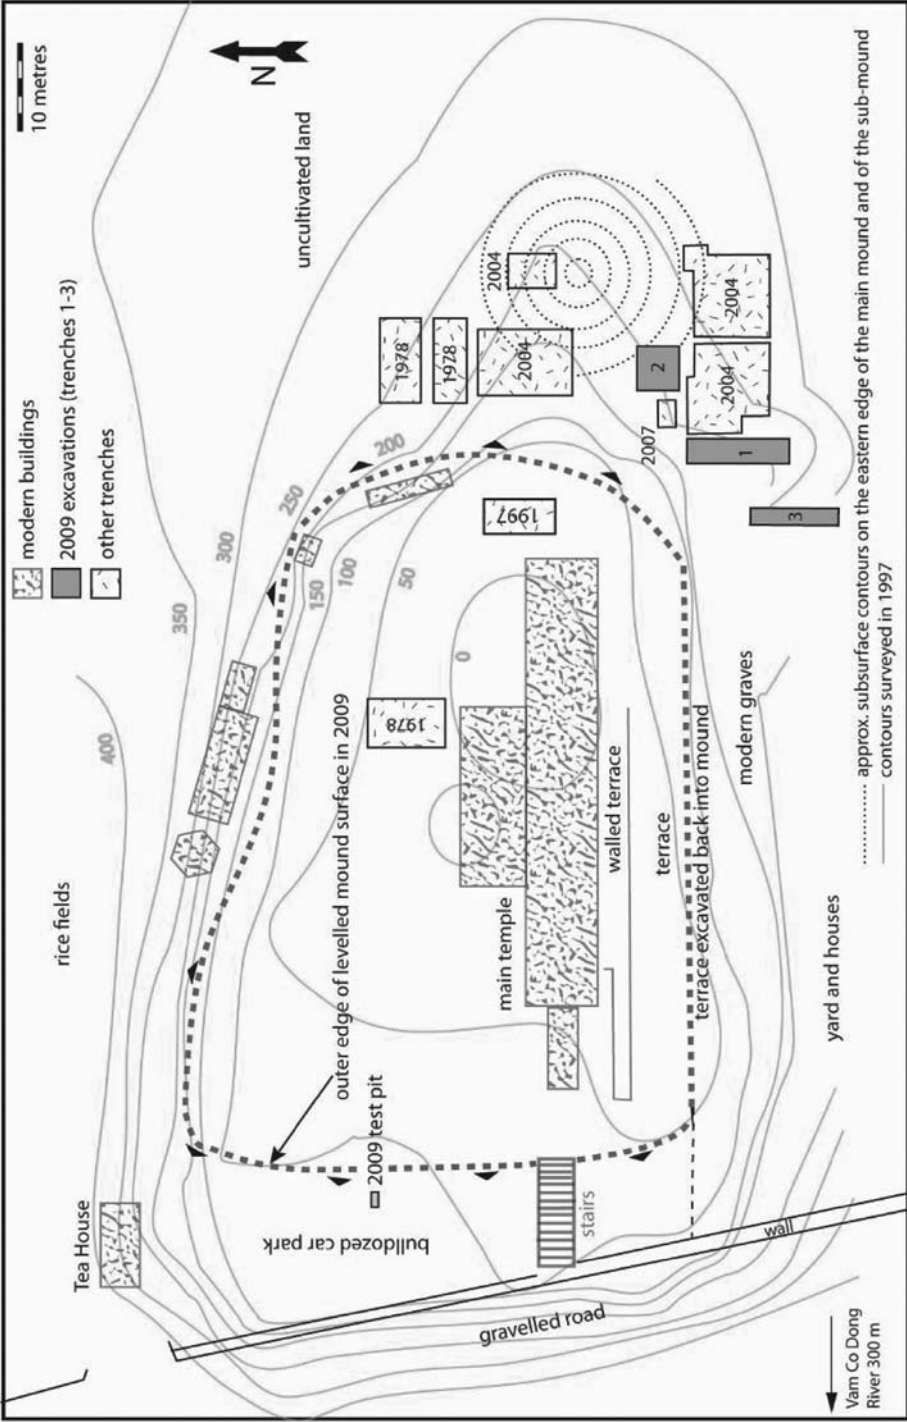 10 metres
N
modern buildings
2009 excavations (trenches 1-3)
other trenches
uncultivated land
rice fields
Tea House
400
350
300
250
200
150
100
50
0
outer edge of levelled mound surface in 2009
2009 test pit
bulldozed car park
1978
1978
1978
1997
2004
2004
2004
2004
2007
1
2
3
main temple
walled terrace
terrace
terrace excavated back into mound
modern graves
yard and houses
stairs
wall
gravelled road
Vam Co Dong
River 300 m
approx. subsurface contours on the eastern edge of the main mound and of the sub-mound
contours surveyed in 1997